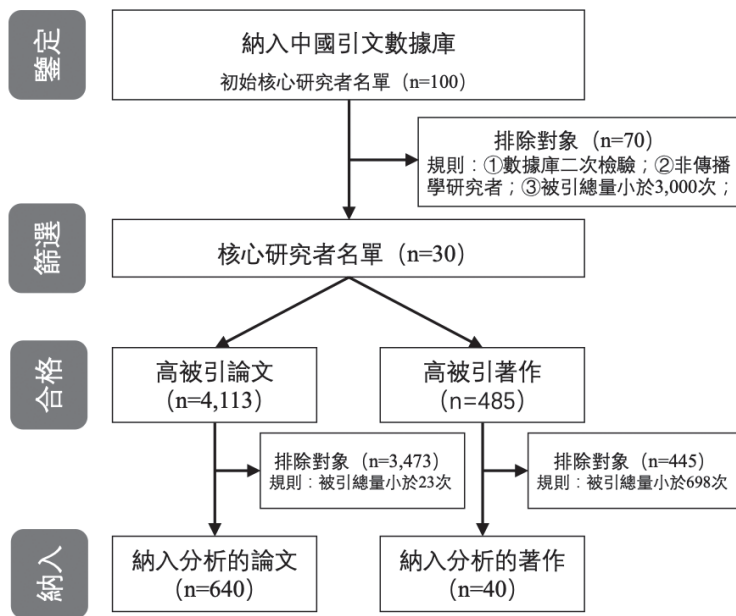 鑒定
納入中國引文數據庫
初始核心研究者名單（n=100）
排除對象（n=70）
規則：①數據庫二次檢驗；②非傳播
學研究者；③被引總量小於3,000次；
篩選
核心研究者名單（n=30）
合格
高被引論文
（n=4,113）
高被引著作
（n=485）
排除對象（n=3,473）
規則：被引總量小於23次
排除對象（n=445）
規則：被引總量小於698次
納入
納入分析的論文
（n=640）
納入分析的著作
（n=40）